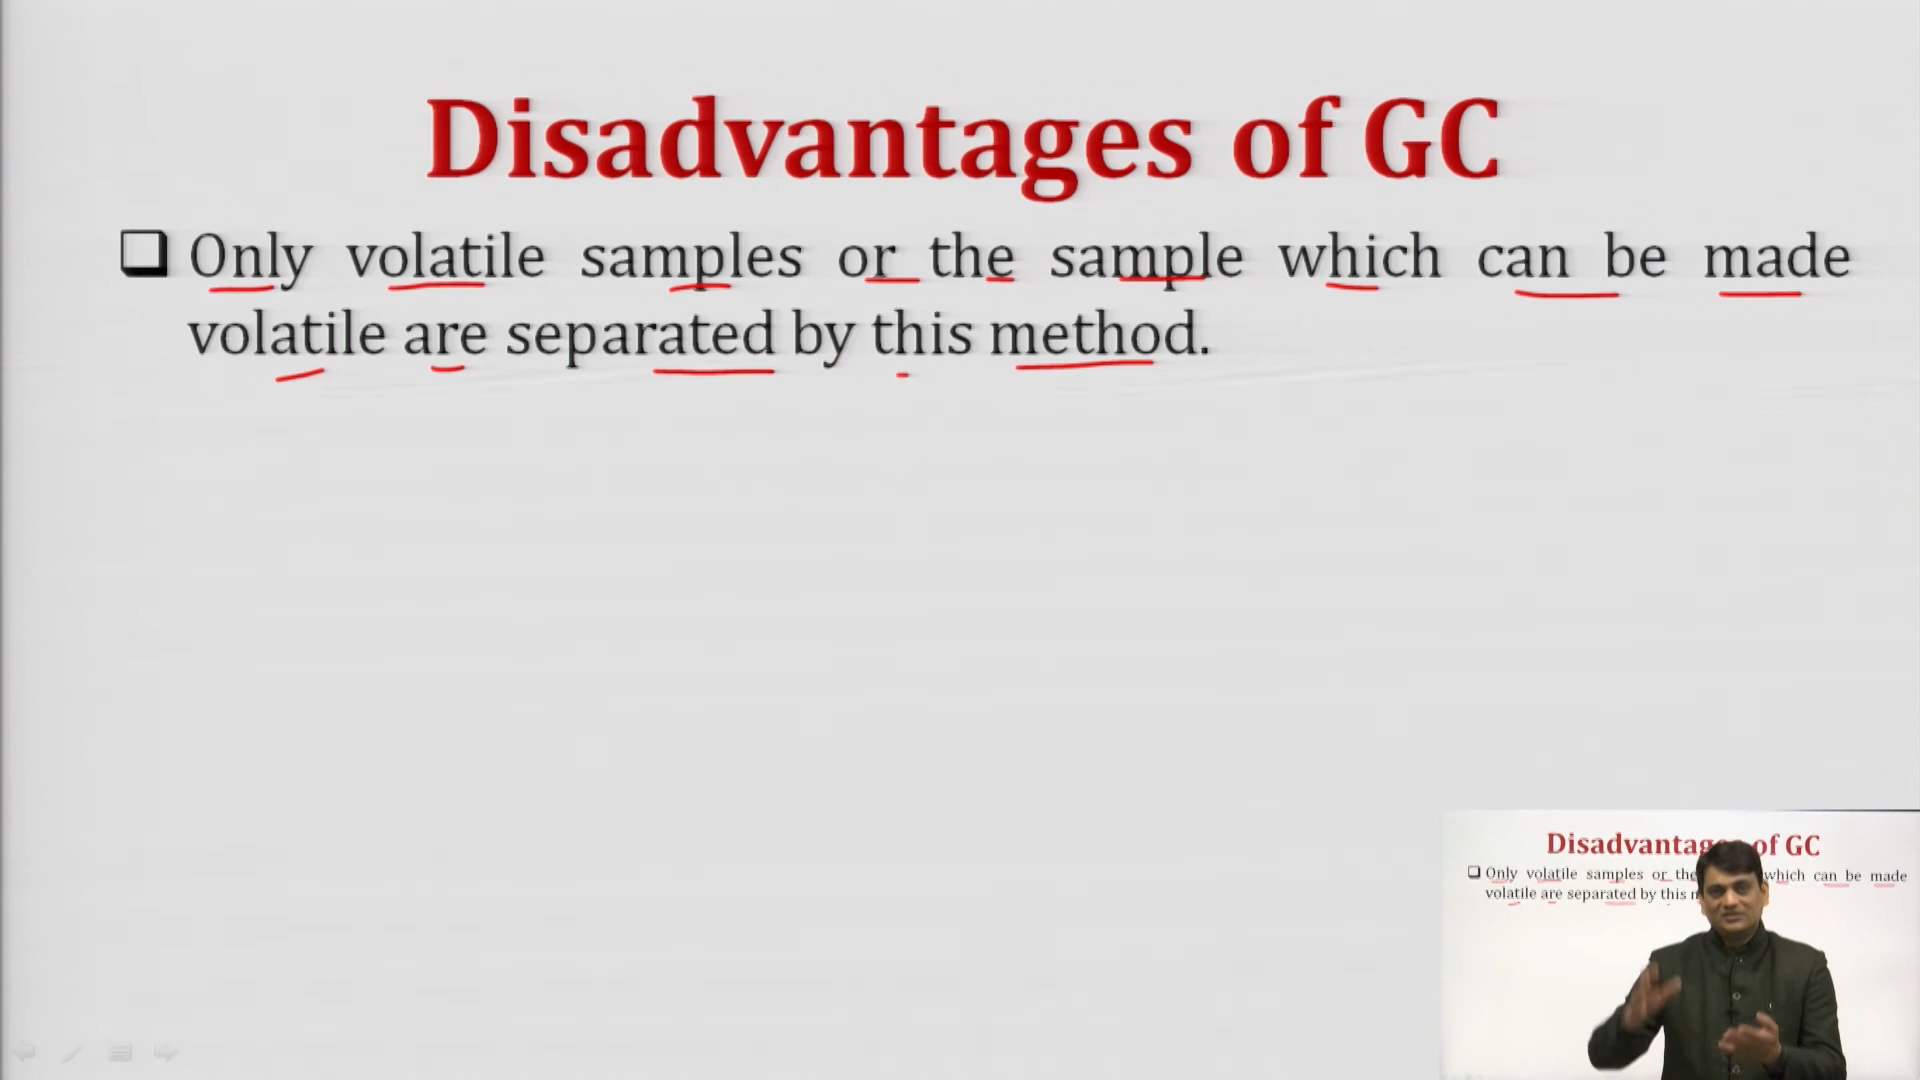 Disadvantages of GC
Only volatile samples or the sample which can be made
volatile are separated by this method.
Disadvantages of GC
Only volatile samples or the which can be made
volatile are separated by this